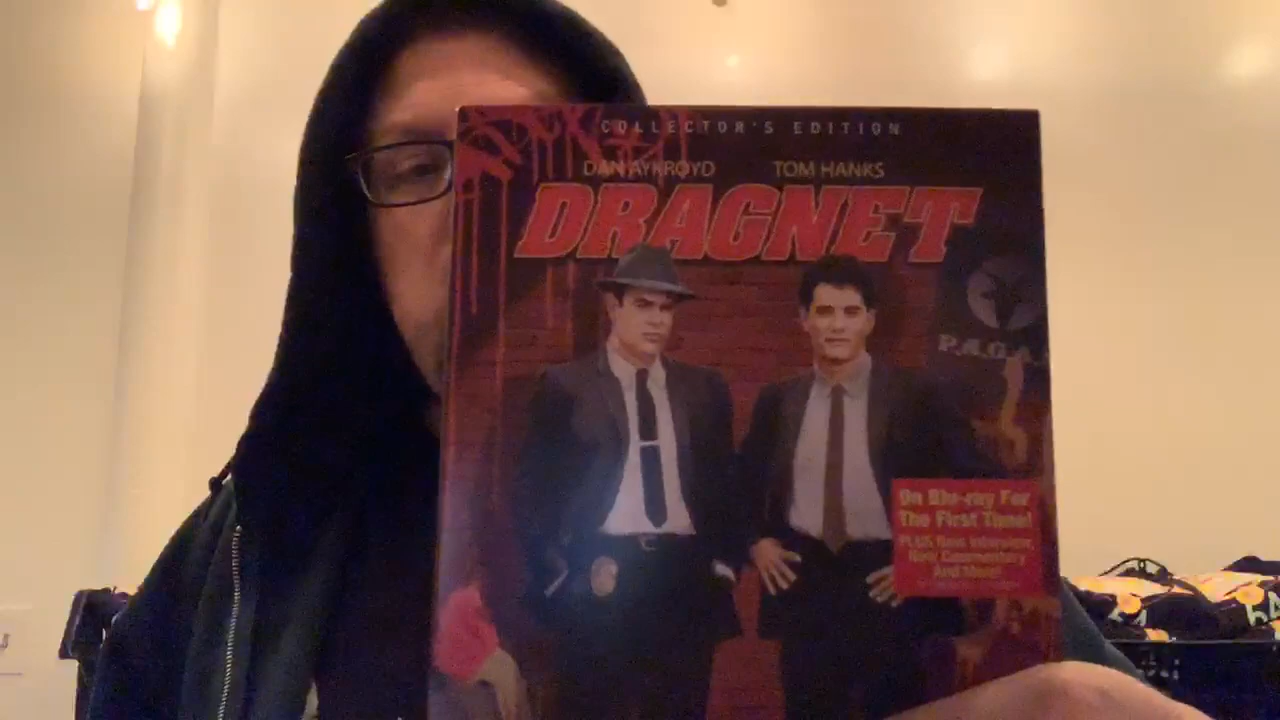 COLLECTOR'S EDITION
DAN AYKROYD TOM HANKS
DRAGNET
P.A.G.A.
On Blu-ray For
The First Time!
PLUS New Interview,
New Commentary
And More!